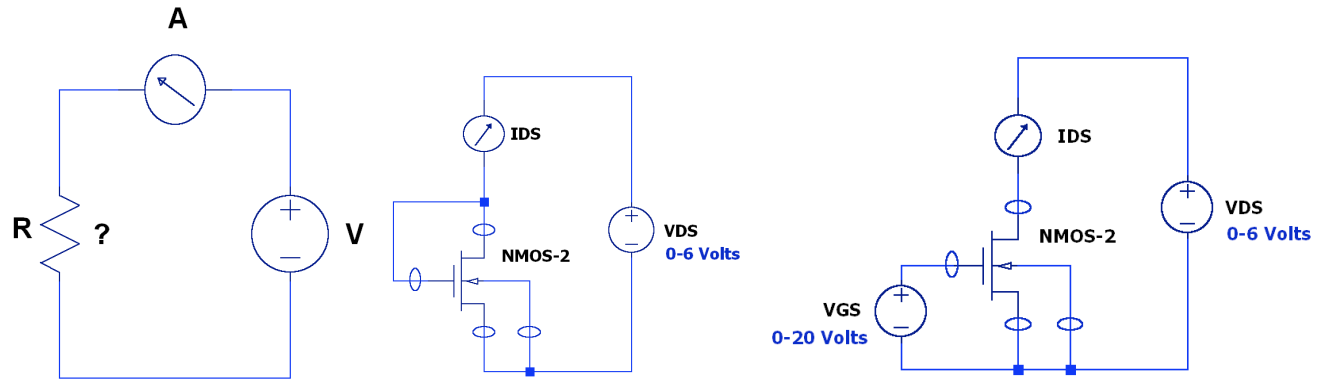 A
R
?
V
IDS
NMOS-2
VDS
0-6 Volts
IDS
NMOS-2
VDS
0-6 Volts
VGS
0-20 Volts